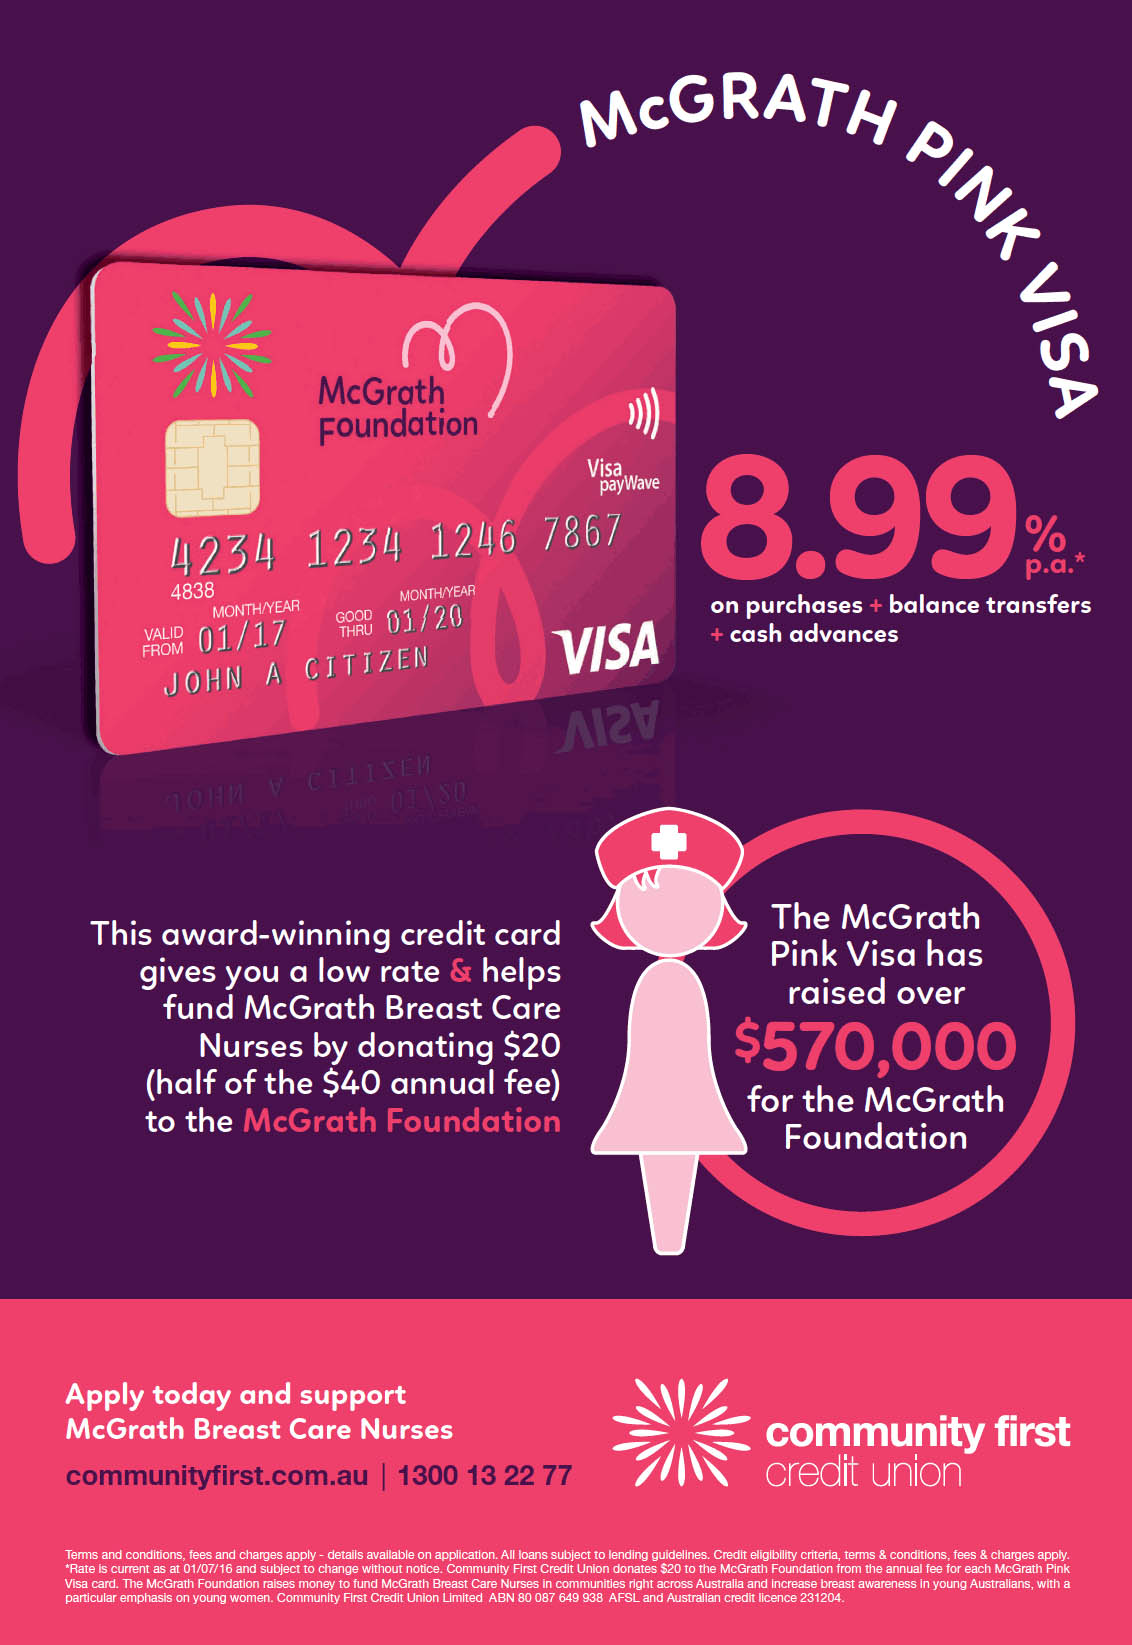 McGRATH PINK VISA
McGrath
Foundation
Visa
payWave
4234 1234 1246 7867
4838
MONTH/YEAR
MONTH/YEAR
VALID
FROM
01/17
GOOD
THRU
01/20
JOHN A CITIZEN
VISA
8.99% p.a.*
on purchases + balance transfers
+ cash advances
This award-winning credit card
gives you a low rate & helps
fund McGrath Breast Care
Nurses by donating $20
(half of the $40 annual fee)
to the McGrath Foundation
The McGrath
Pink Visa has
raised over
$570,000
for the McGrath
Foundation
Apply today and support
McGrath Breast Care Nurses
communityfirst.com.au | 1300 13 22 77
community first
credit union
Terms and conditions, fees and charges apply - details available on application. All loans subject to lending guidelines. Credit eligibility criteria, terms & conditions, fees & charges apply.
*Rate is current as at 01/07/16 and subject to change without notice. Community First Credit Union donates $20 to the McGrath Foundation from the annual fee for each McGrath Pink
Visa card. The McGrath Foundation raises money to fund McGrath Breast Care Nurses in communities right across Australia and increase breast awareness in young Australians, with a
particular emphasis on young women. Community First Credit Union Limited ABN 80 087 649 938 AFSL and Australian credit licence 231204.